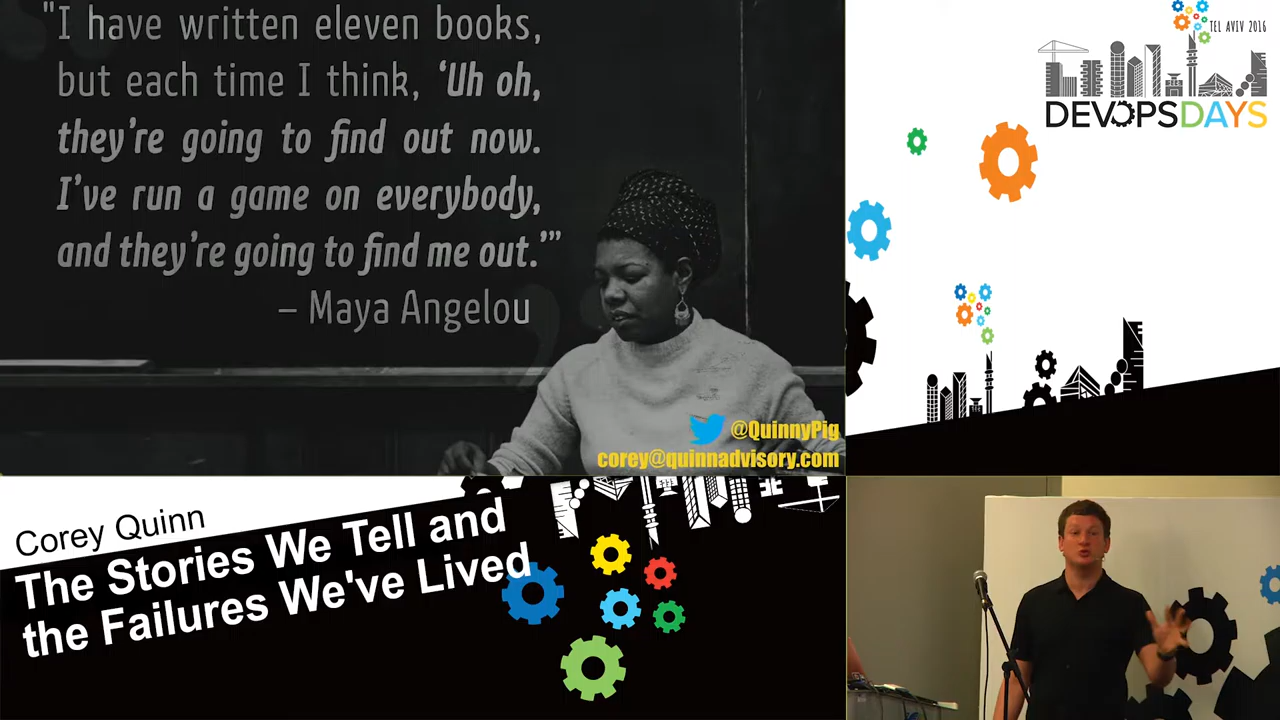 "I have written eleven books,
but each time I think, ‘Uh oh,
they’re going to find out now.
I’ve run a game on everybody,
and they’re going to find me out.’”
– Maya Angelou
@QuinnyPig
corey@quinnadvisory.com
TEL AVIV 2016
DEVOPSDAYS
Corey Quinn
The Stories We Tell and
the Failures We've Lived